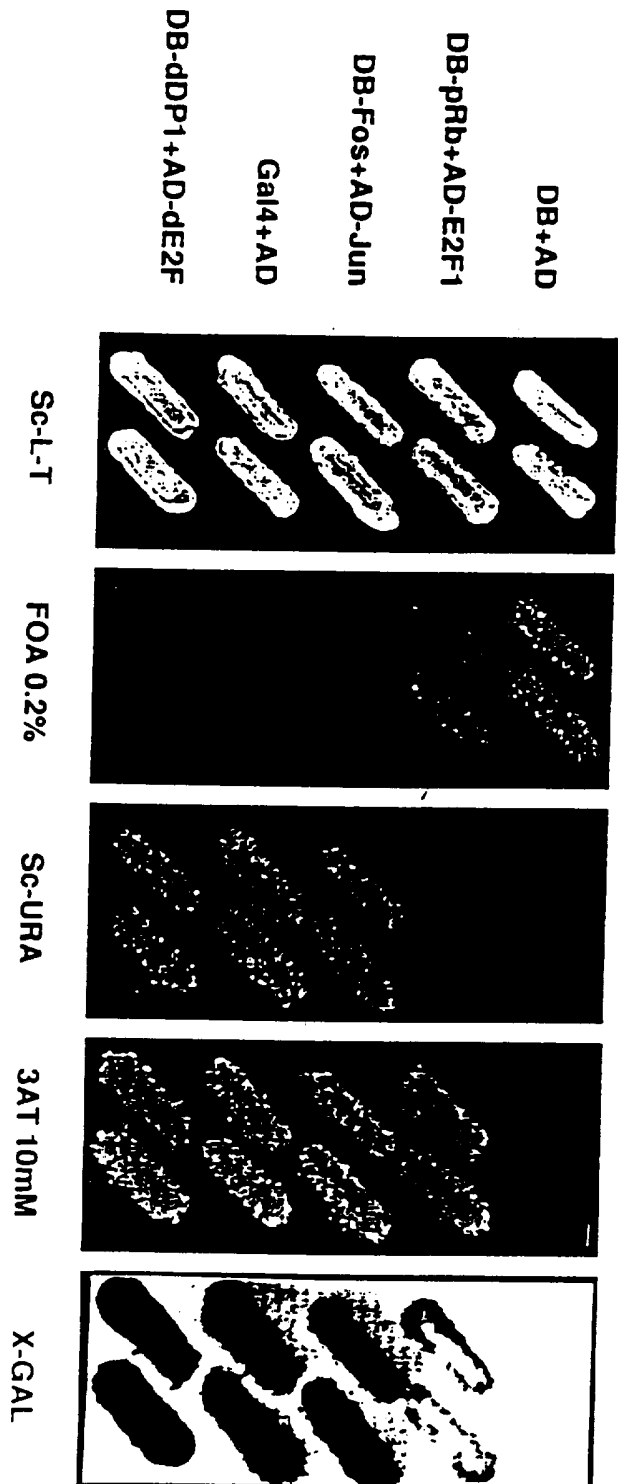 DB+AD
DB-pRb+AD-E2F1
DB-Fos+AD-Jun
Gal4+AD
DB-dDP1+AD-dE2F
Sc-L-T
FOA 0.2%
Sc-URA
3AT 10mM
X-GAL